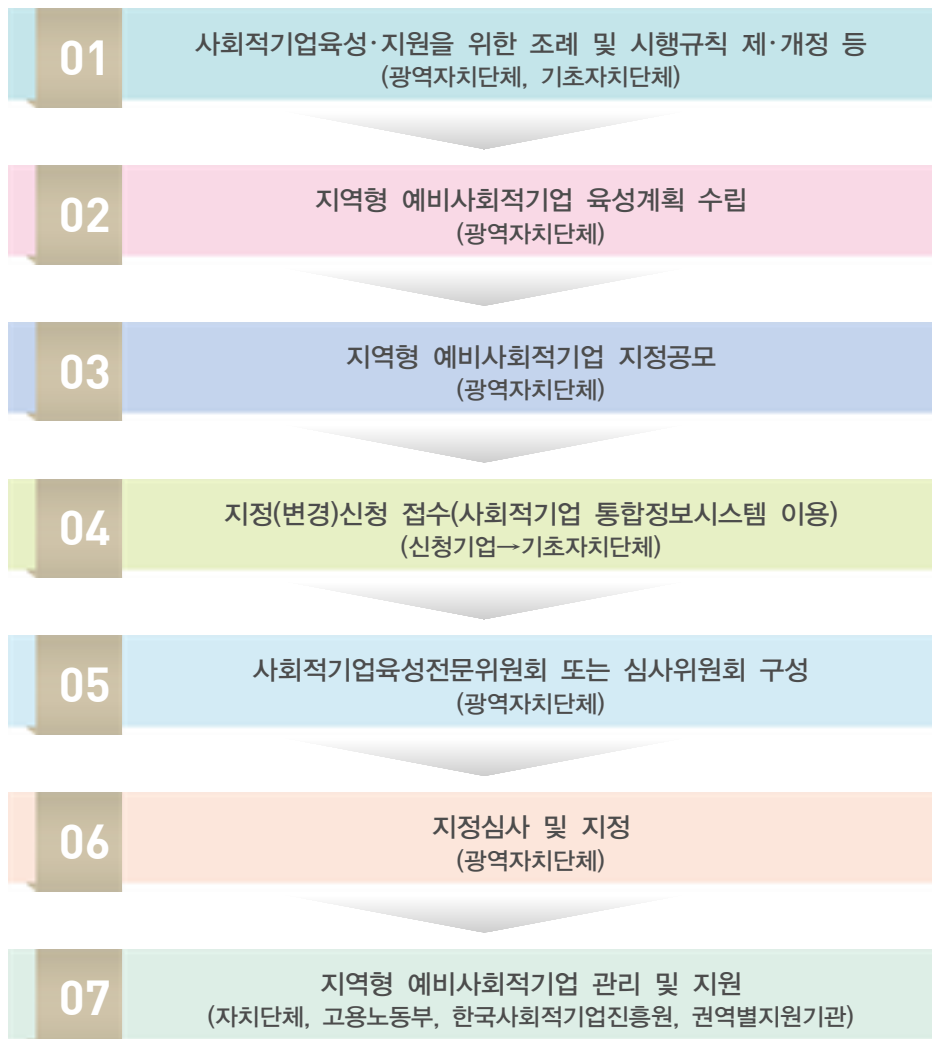 01
사회적기업육성·지원을 위한 조례 및 시행규칙 제·개정 등
(광역자치단체, 기초자치단체)
02
지역형 예비사회적기업 육성계획 수립
(광역자치단체)
03
지역형 예비사회적기업 지정공모
(광역자치단체)
04
지정(변경)신청 접수(사회적기업 통합정보시스템 이용)
(신청기업→기초자치단체)
05
사회적기업육성전문위원회 또는 심사위원회 구성
(광역자치단체)
06
지정심사 및 지정
(광역자치단체)
07
지역형 예비사회적기업 관리 및 지원
(자치단체, 고용노동부, 한국사회적기업진흥원, 권역별지원기관)